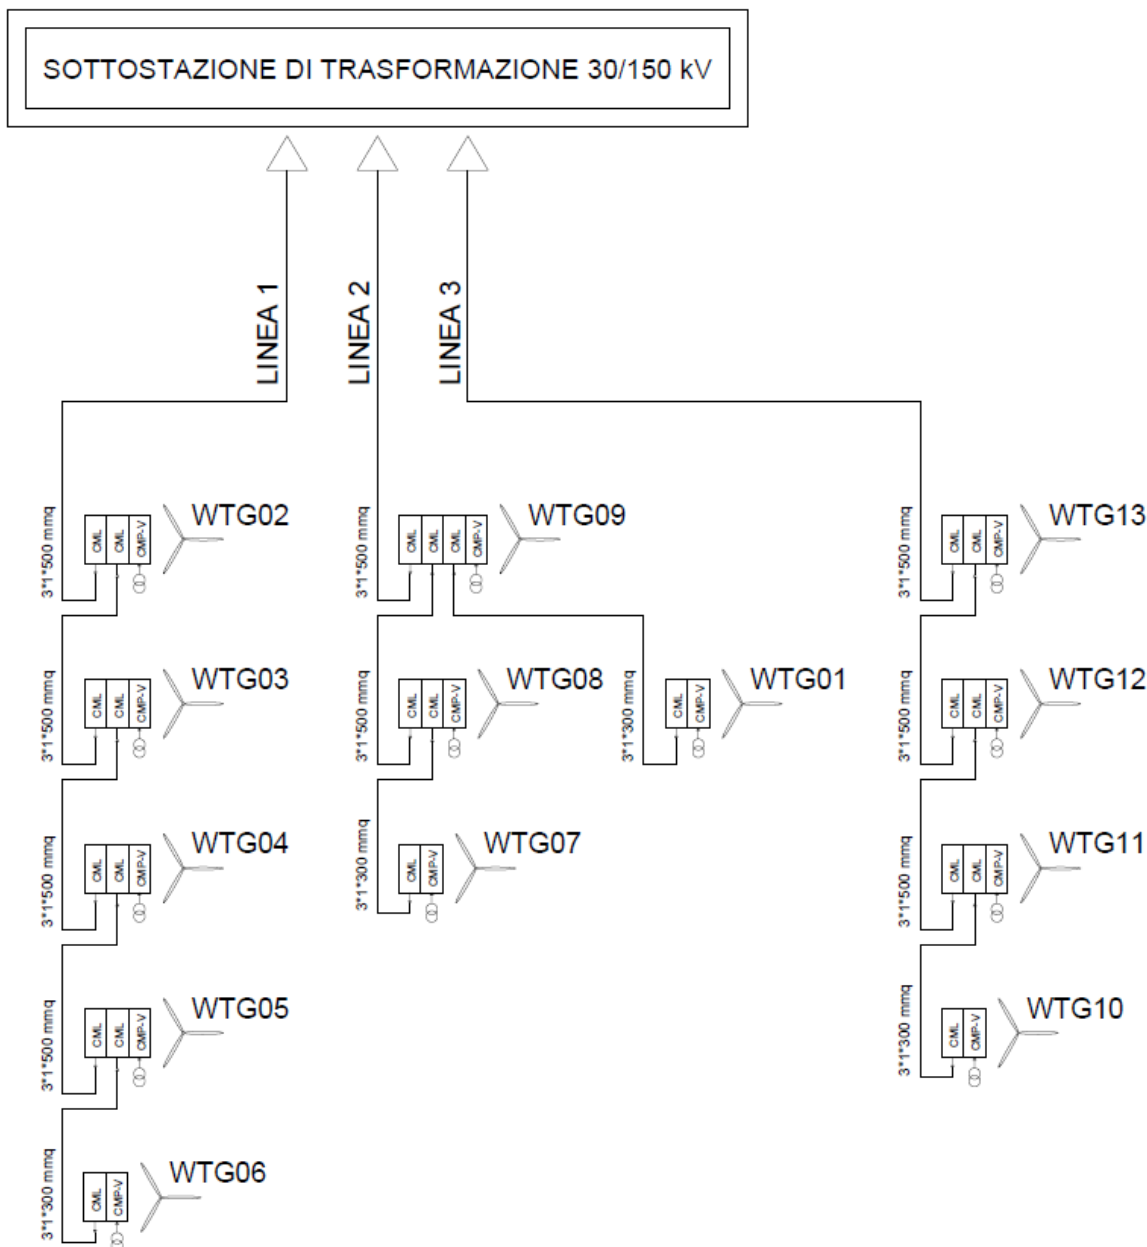 SOTTOSTAZIONE DI TRASFORMAZIONE 30/150 kV
LINEA 1
LINEA 2
LINEA 3
3*1*500 mmq
CML
CML
CMP-V
WTG02
3*1*500 mmq
CML
CML
CML
CMP-V
WTG09
3*1*500 mmq
CML
CML
CMP-V
WTG13
3*1*500 mmq
CML
CML
CMP-V
WTG03
3*1*500 mmq
CML
CML
CMP-V
WTG08
3*1*300 mmq
CML
CMP-V
WTG01
3*1*500 mmq
CML
CML
CMP-V
WTG12
3*1*500 mmq
CML
CML
CMP-V
WTG04
3*1*300 mmq
CML
CMP-V
WTG07
3*1*500 mmq
CML
CML
CMP-V
WTG11
3*1*500 mmq
CML
CML
CMP-V
WTG05
3*1*300 mmq
CML
CMP-V
WTG10
3*1*300 mmq
CML
CMP-V
WTG06